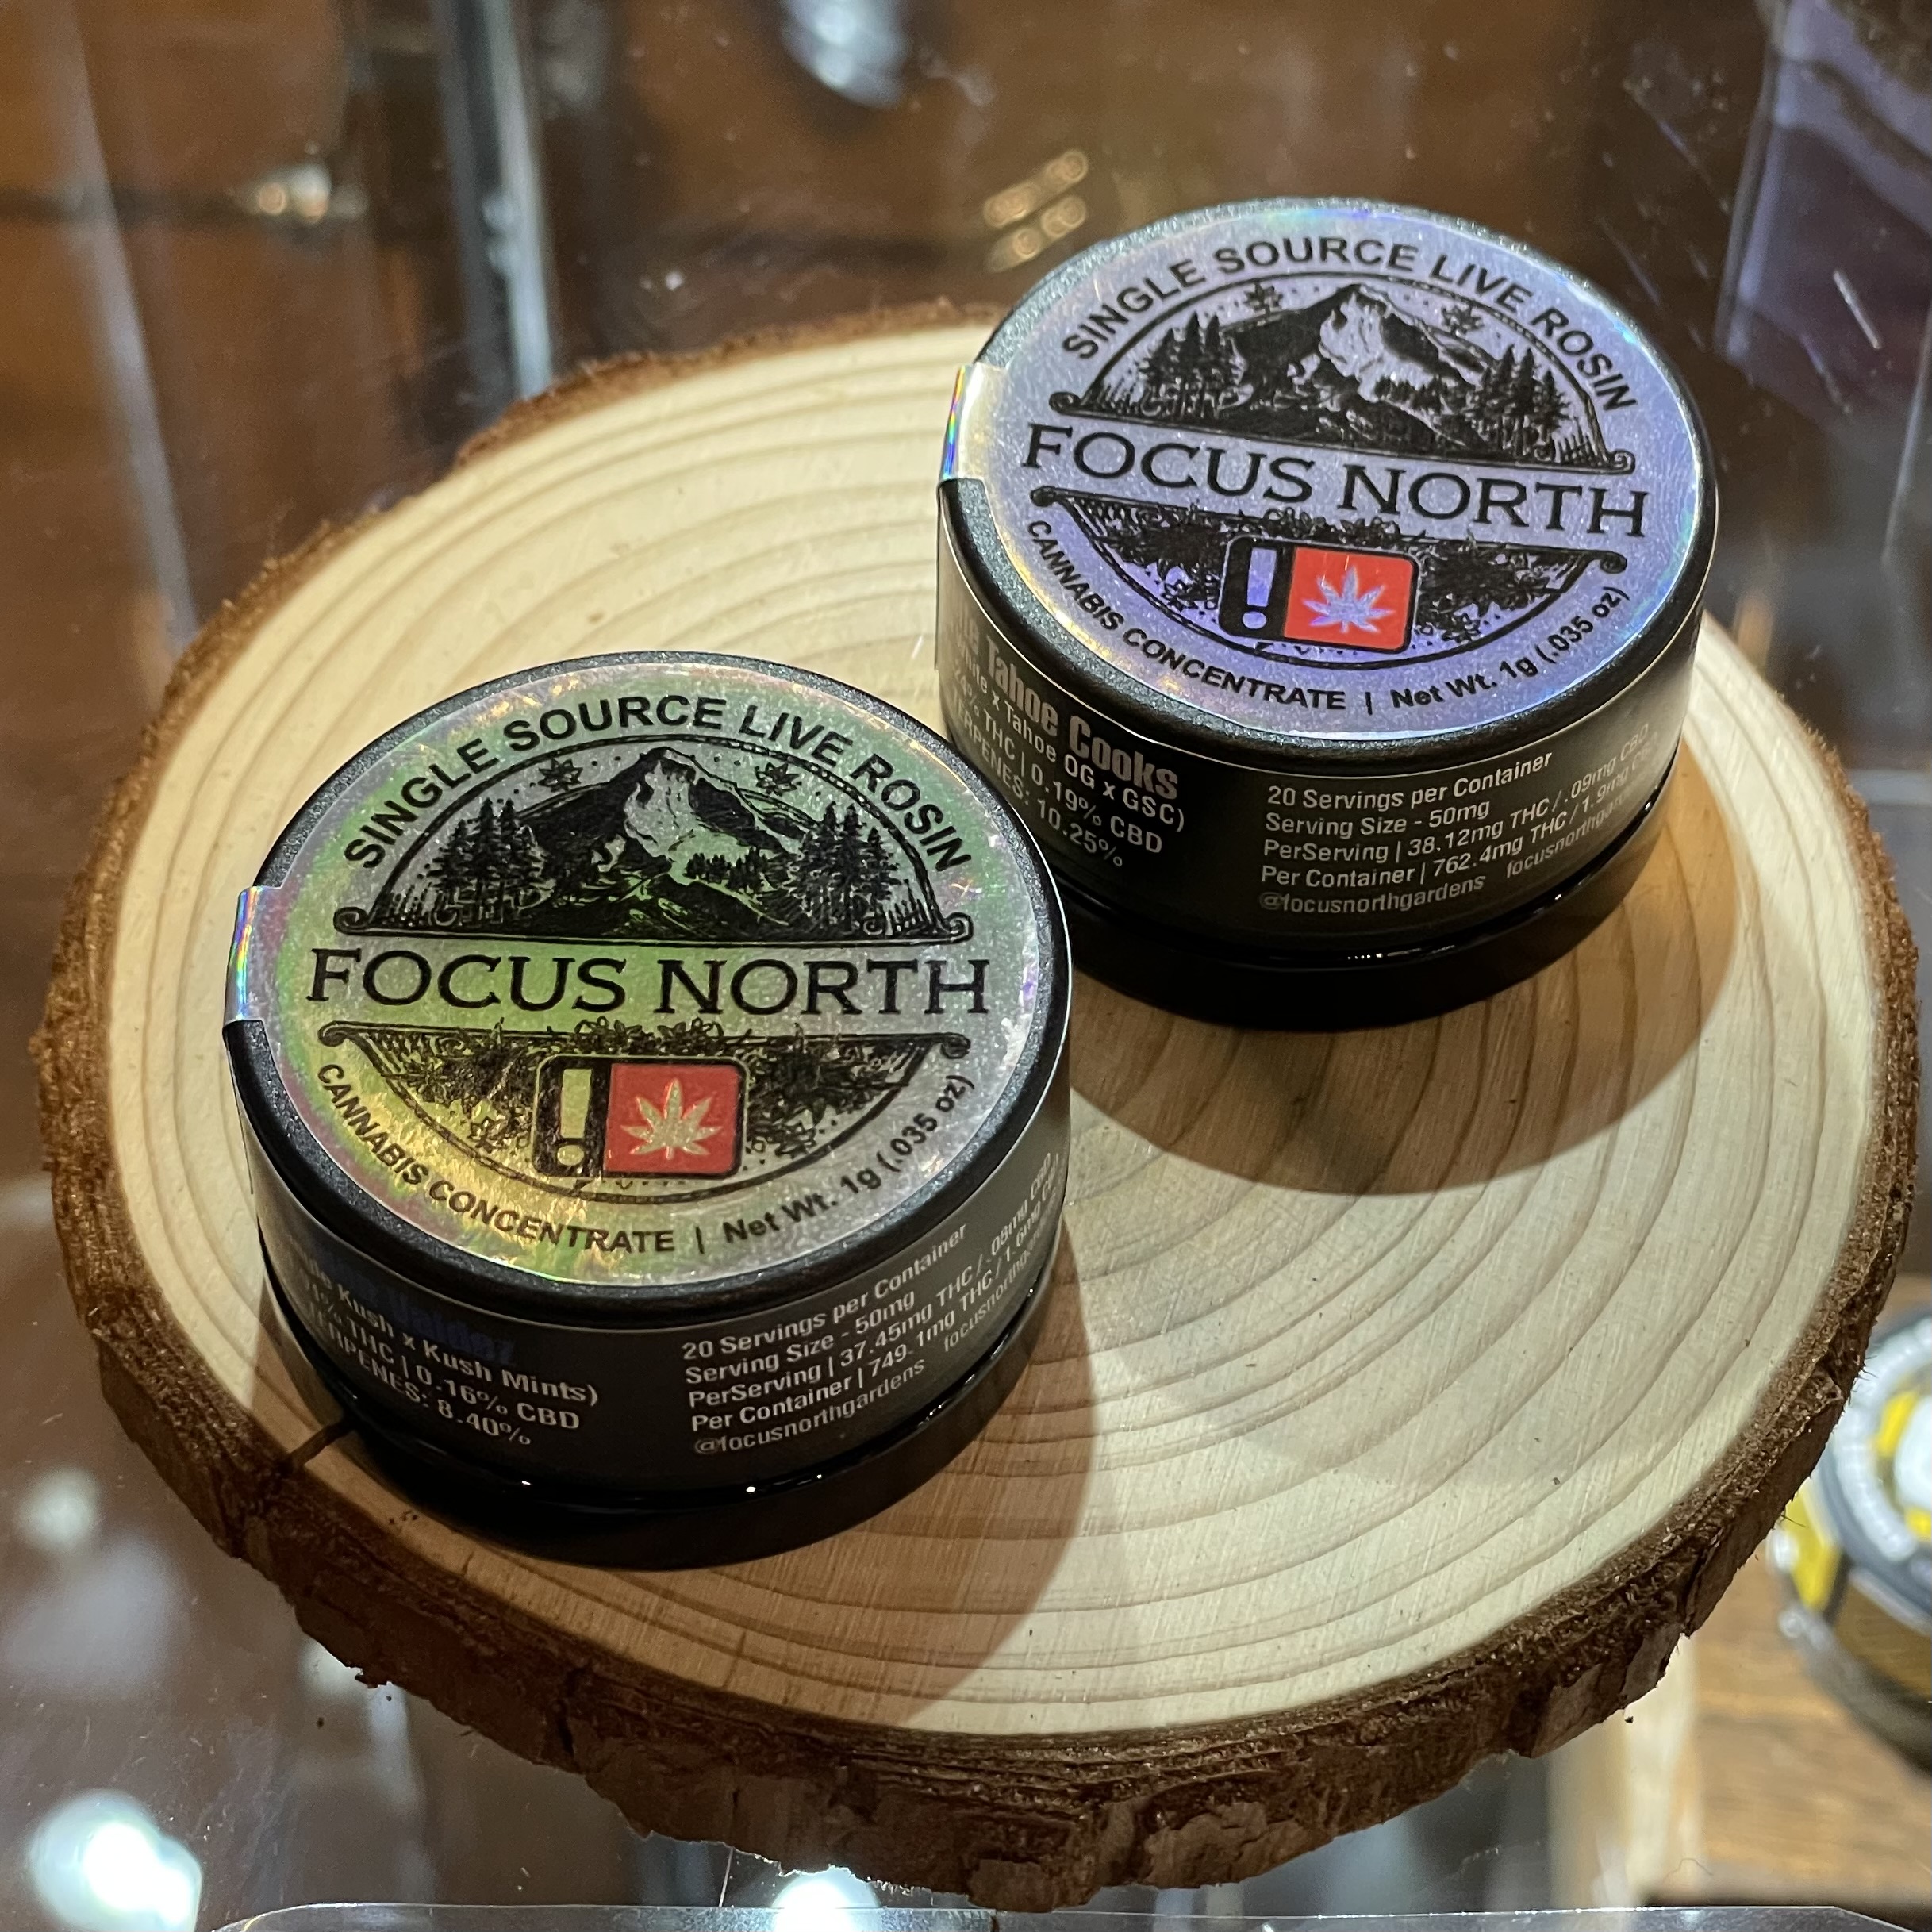 SINGLE SOURCE LIVE ROSIN
FOCUS NORTH
CANNABIS CONCENTRATE | Net Wt. 1g (.035 oz)
Tahoe Cooks
x Tahoe OG x GSC)
THC | 0.19% CBD
10.25%
20 Servings per Container
Serving Size - 50mg
PerServing | 38.12mg THC / .09mg CBD
Per Container | 762.4mg THC / 1.9mg
@focusnorthgardens
SINGLE SOURCE LIVE ROSIN
FOCUS NORTH
CANNABIS CONCENTRATE | Net Wt. 1g (.035 oz)
Kush x Kush Mints)
THC | 0.16% CBD
8.40%
20 Servings per Container
Serving Size - 50mg
PerServing | 37.45mg THC / .08mg CBD
Per Container | 749.1mg THC / 1.6mg
@focusnorthgardens